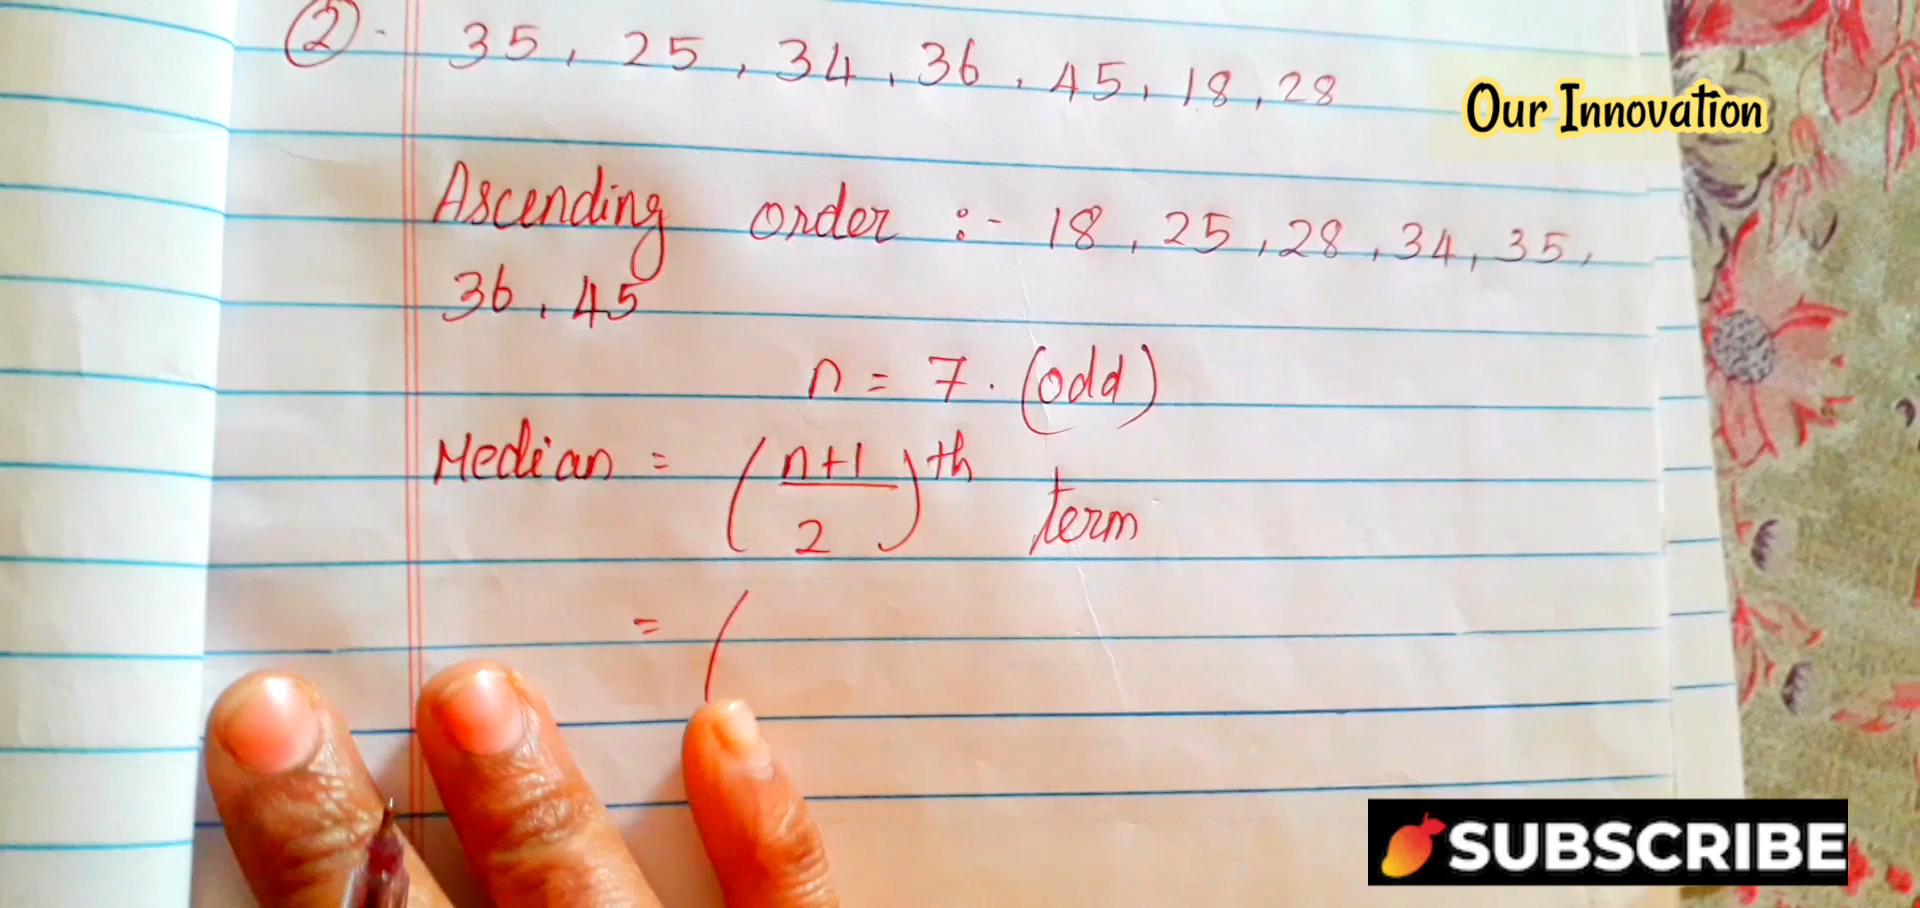 ② . 35, 25, 34, 36, 45, 18, 28
Our Innovation
Ascending order :- 18, 25, 28, 34, 35,
36, 45
n = 7. (odd)
Median = (n+1/2)th term
= (
SUBSCRIBE